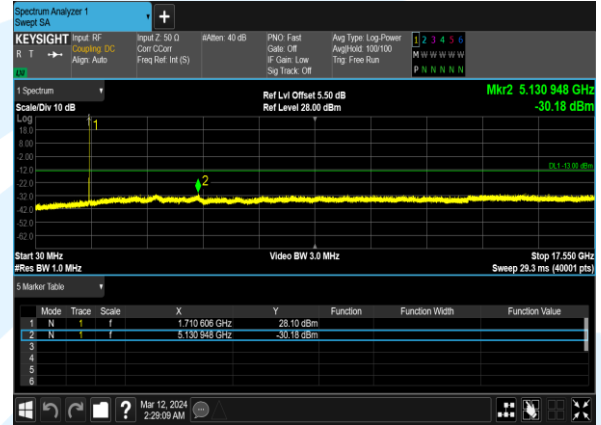 Spectrum Analyzer 1
Swept SA
+
KEYSIGHT Input: RF Input Z: 50 Ω #Atten: 40 dB PNO: Fast Avg Type: Log-Power 1 2 3 4 5 6
R T Coupling: DC Corr CCorr Gate: Off Avg|Hold: 100/100 M W W W W W
Align: Auto Freq Ref: Int (S) IF Gain: Low Trig: Free Run P N N N N N
Sig Track: Off
1 Spectrum
Ref Lvl Offset 5.50 dB Mkr2 5.130 948 GHz
Scale/Div 10 dB Ref Level 28.00 dBm -30.18 dBm
Log
1
18.0
8.00
-2.00
DL1 -13.00 dBm
-12.0
2
-22.0
-32.0
-42.0
-52.0
-62.0
Start 30 MHz Video BW 3.0 MHz Stop 17.550 GHz
#Res BW 1.0 MHz Sweep 29.3 ms (40001 pts)
5 Marker Table
Mode Trace Scale X Y Function Function Width Function Value
1 N 1 f 1.710 606 GHz 28.10 dBm
2 N 1 f 5.130 948 GHz -30.18 dBm
3
4
5
6
? Mar 12, 2024
2:29:09 AM